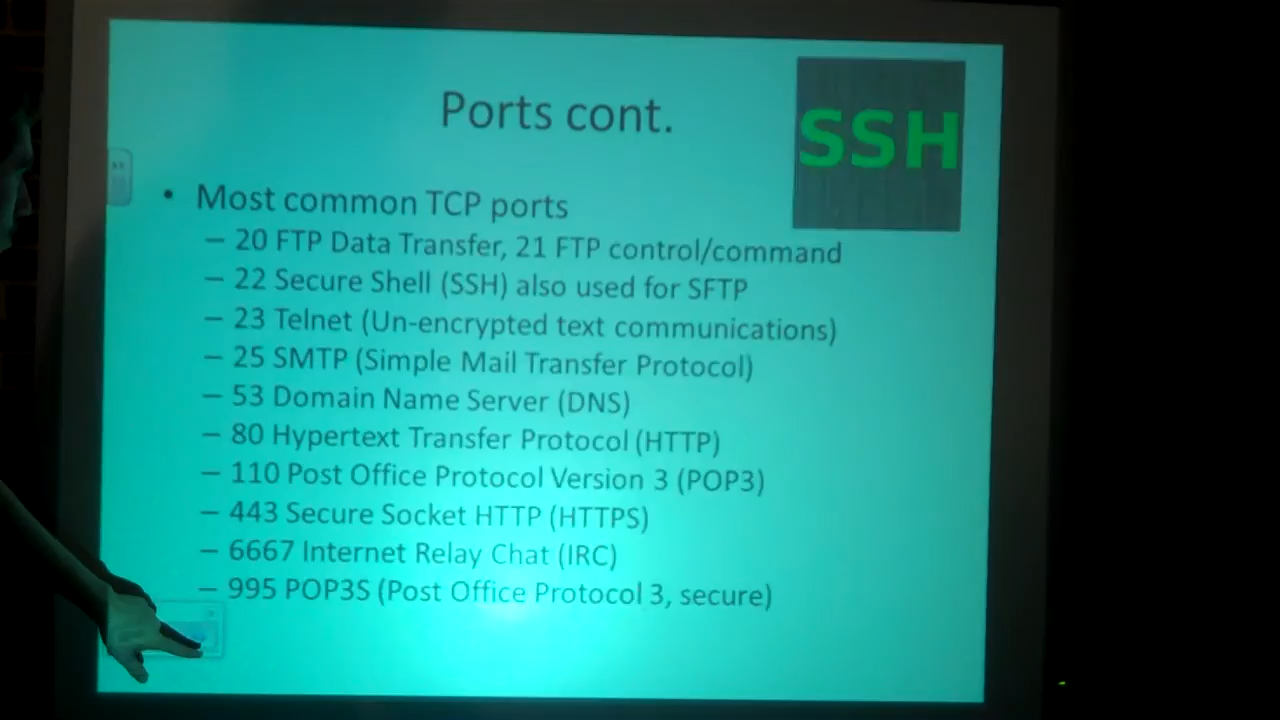 Ports cont.
SSH
• Most common TCP ports
– 20 FTP Data Transfer, 21 FTP control/command
– 22 Secure Shell (SSH) also used for SFTP
– 23 Telnet (Un-encrypted text communications)
– 25 SMTP (Simple Mail Transfer Protocol)
– 53 Domain Name Server (DNS)
– 80 Hypertext Transfer Protocol (HTTP)
– 110 Post Office Protocol Version 3 (POP3)
– 443 Secure Socket HTTP (HTTPS)
– 6667 Internet Relay Chat (IRC)
– 995 POP3S (Post Office Protocol 3, secure)